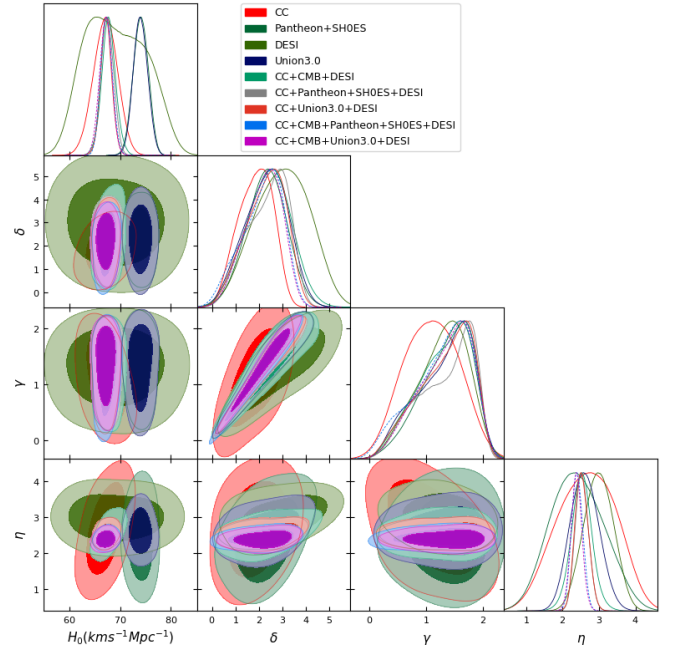 CC
Pantheon+SH0ES
DESI
Union3.0
CC+CMB+DESI
CC+Pantheon+SH0ES+DESI
CC+Union3.0+DESI
CC+CMB+Pantheon+SH0ES+DESI
CC+CMB+Union3.0+DESI
5
4
3
2
1
0
δ
2
1
0
γ
4
3
2
1
η
60 70 80
0 1 2 3 4 5
0 1 2
1 2 3 4
H₀(kms⁻¹Mpc⁻¹)
δ
γ
η